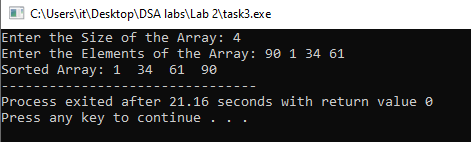 C:\Users\it\Desktop\DSA labs\Lab 2\task3.exe
Enter the Size of the Array: 4
Enter the Elements of the Array: 90 1 34 61
Sorted Array: 1  34  61  90
--------------------------------
Process exited after 21.16 seconds with return value 0
Press any key to continue . . .